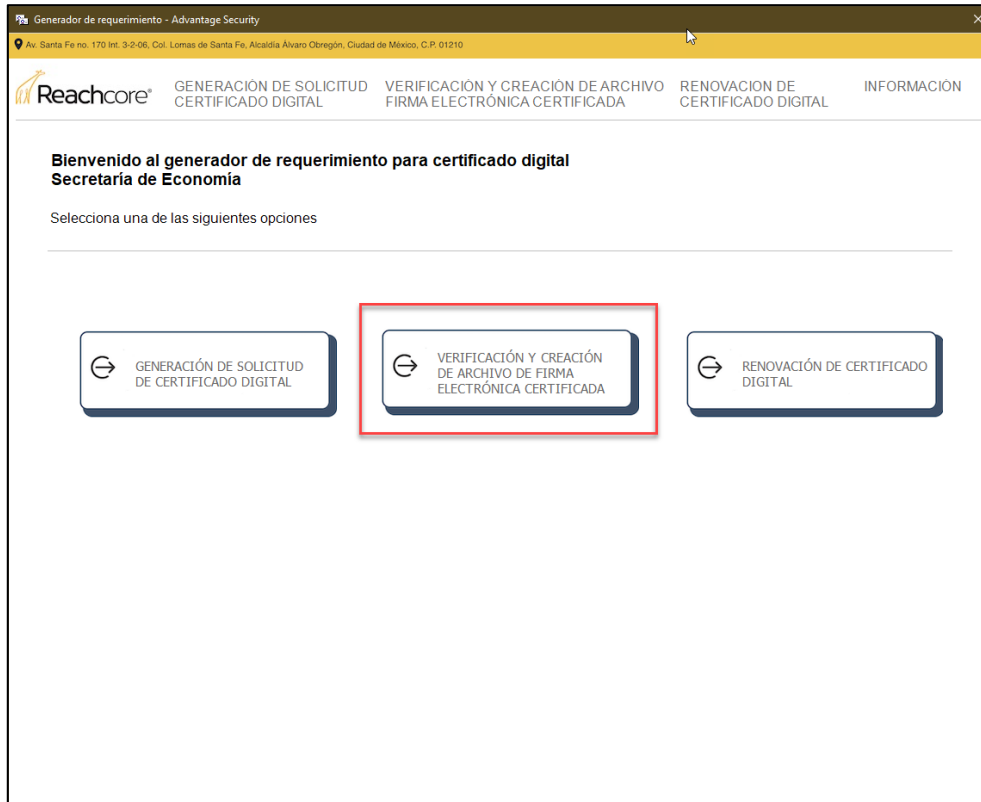 Generador de requerimiento - Advantage Security
Av. Santa Fe no. 170 Int. 3-2-06, Col. Lomas de Santa Fe, Alcaldía Álvaro Obregón, Ciudad de México, C.P. 01210
Reachcore®
GENERACIÓN DE SOLICITUD
CERTIFICADO DIGITAL
VERIFICACIÓN Y CREACIÓN DE ARCHIVO
FIRMA ELECTRÓNICA CERTIFICADA
RENOVACION DE
CERTIFICADO DIGITAL
INFORMACIÓN
Bienvenido al generador de requerimiento para certificado digital
Secretaría de Economía
Selecciona una de las siguientes opciones
GENERACIÓN DE SOLICITUD
DE CERTIFICADO DIGITAL
VERIFICACIÓN Y CREACIÓN
DE ARCHIVO DE FIRMA
ELECTRÓNICA CERTIFICADA
RENOVACIÓN DE CERTIFICADO
DIGITAL